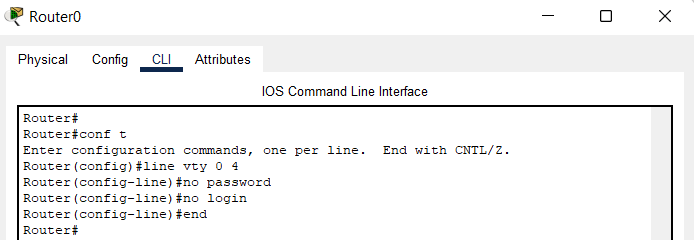 Router0
Physical Config CLI Attributes
IOS Command Line Interface
Router#
Router#conf t
Enter configuration commands, one per line.  End with CNTL/Z.
Router(config)#line vty 0 4
Router(config-line)#no password
Router(config-line)#no login
Router(config-line)#end
Router#